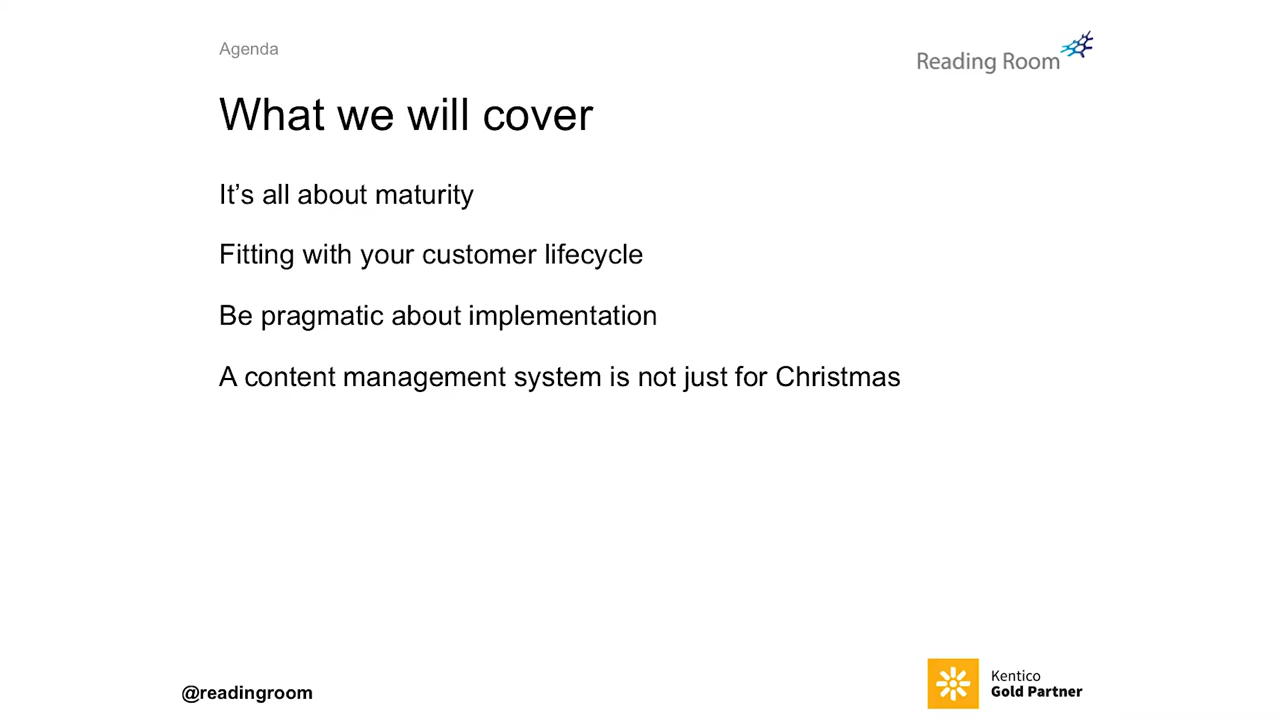 Agenda
Reading Room
What we will cover
It’s all about maturity
Fitting with your customer lifecycle
Be pragmatic about implementation
A content management system is not just for Christmas
@readingroom
Kentico
Gold Partner